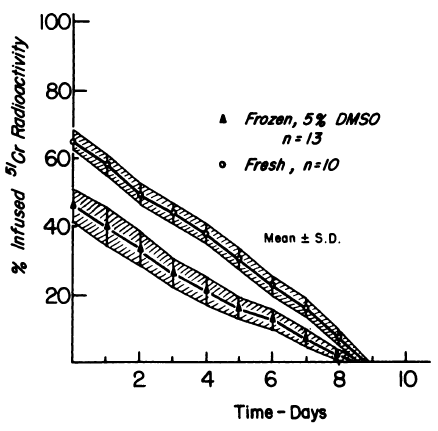 100
80
60
40
20
% Infused ⁵¹Cr Radioactivity
▲ Frozen, 5% DMSO
n=13
○ Fresh, n=10
Mean ± S.D.
2 4 6 8 10
Time-Days